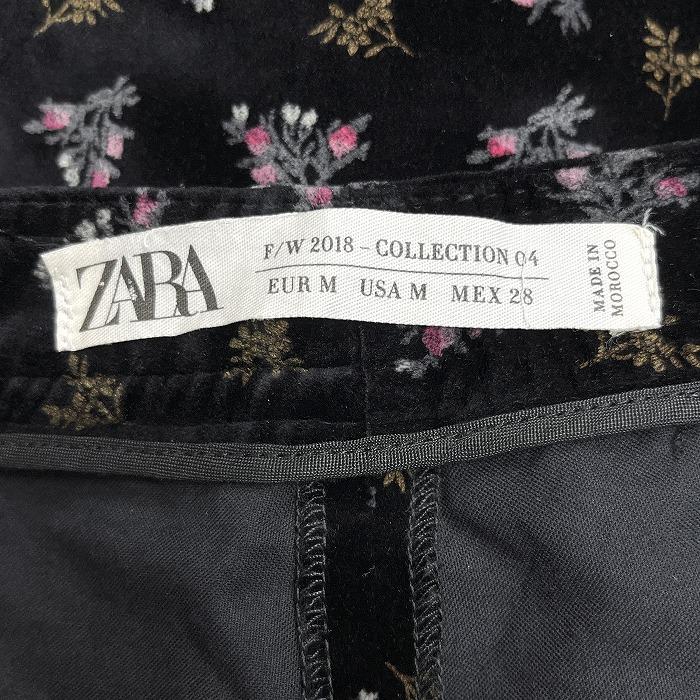 ZARA
F/W 2018 – COLLECTION 04
EUR M USA M MEX 28
MADE IN
MOROCCO